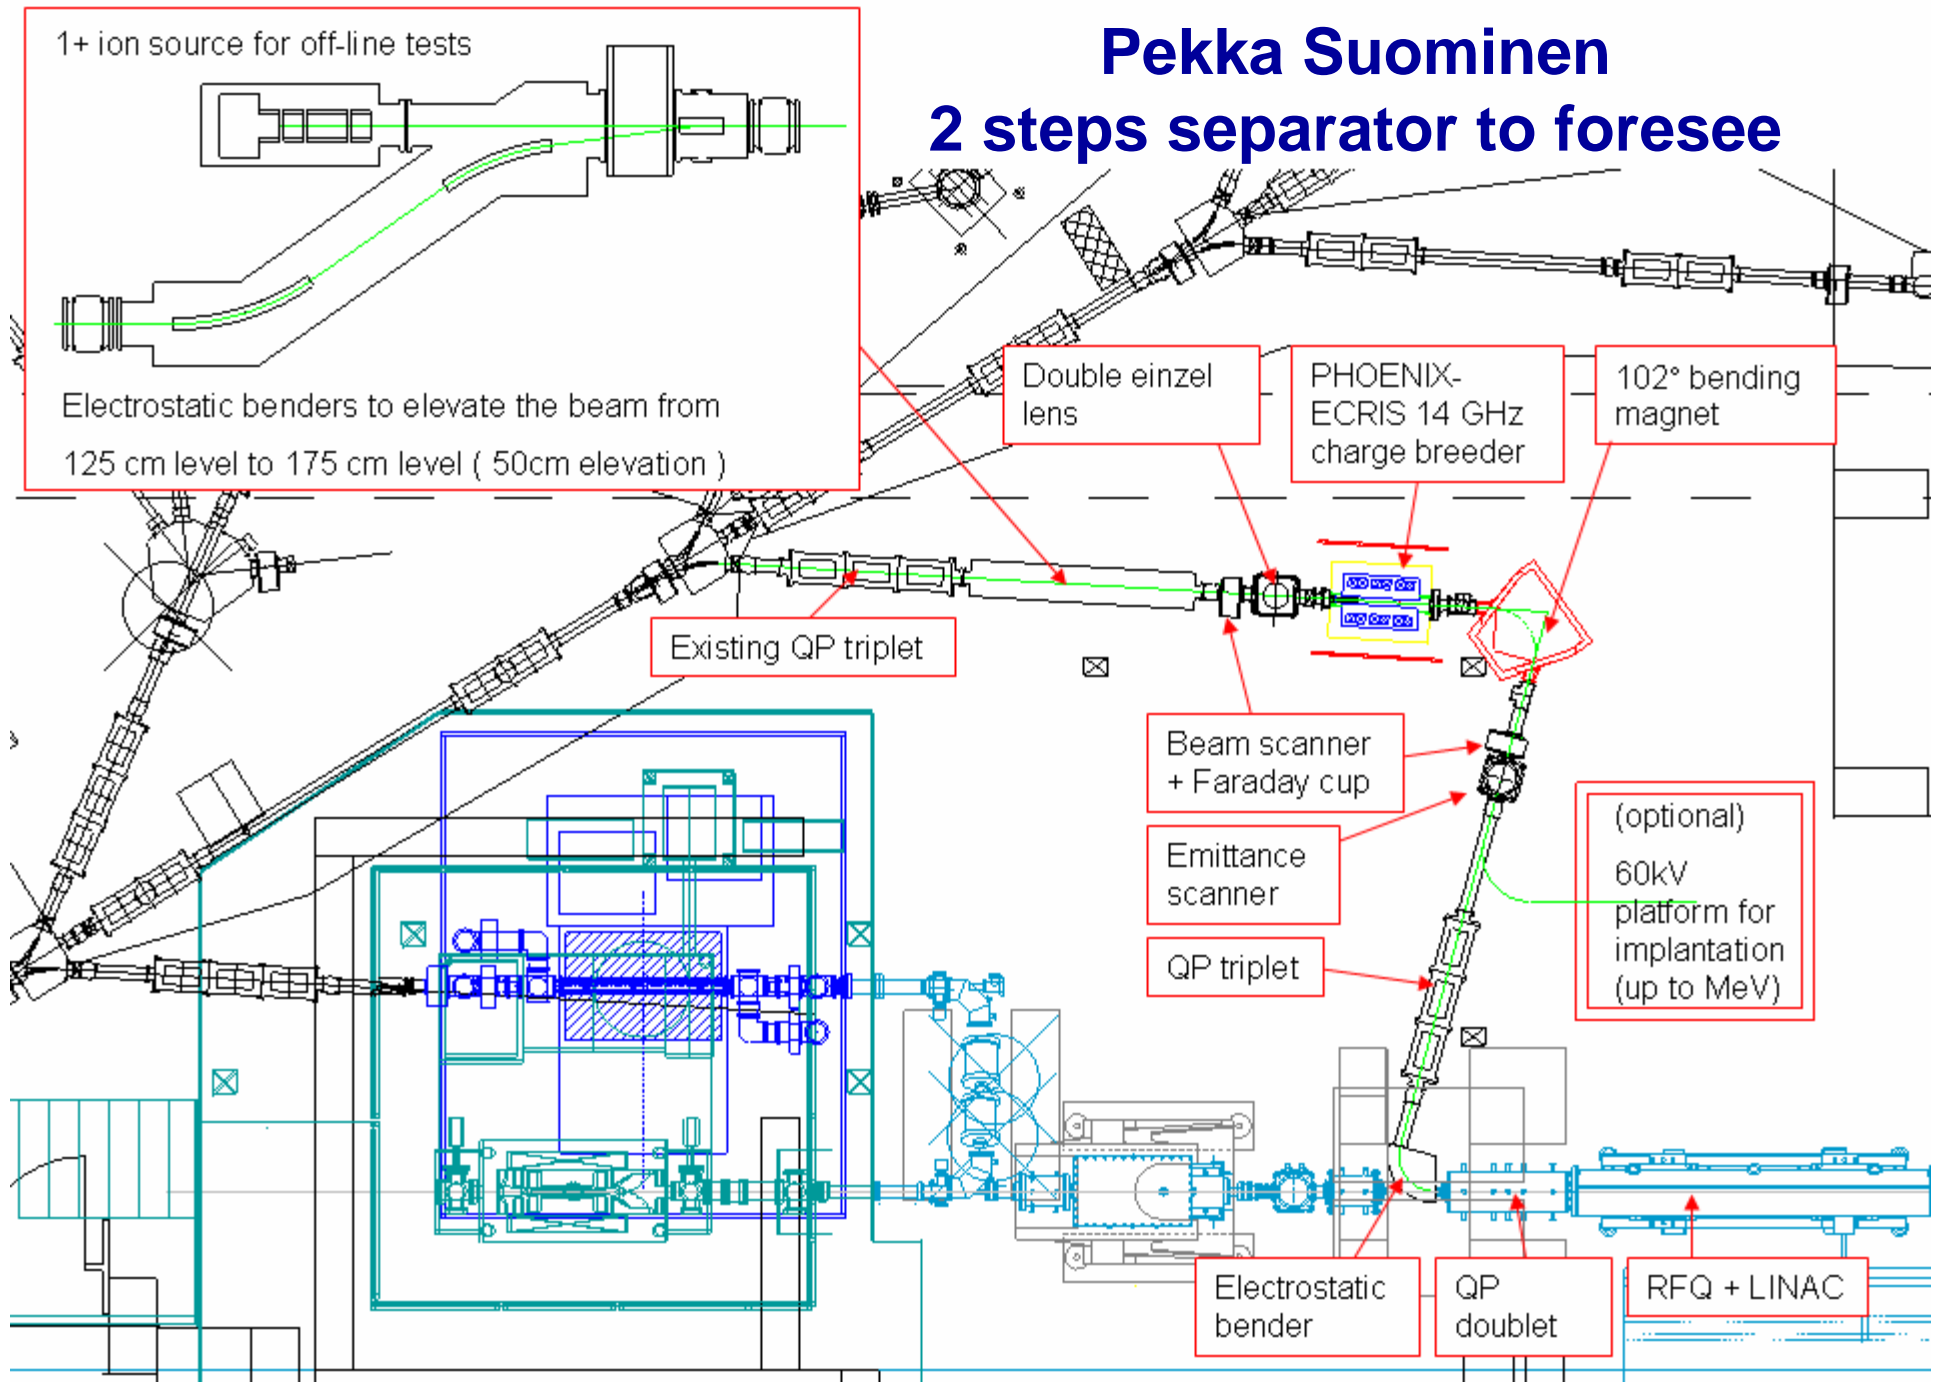 Pekka Suominen
2 steps separator to foresee
1+ ion source for off-line tests
Electrostatic benders to elevate the beam from
125 cm level to 175 cm level ( 50cm elevation )
Double einzel
lens
PHOENIX-
ECRIS 14 GHz
charge breeder
102° bending
magnet
Existing QP triplet
Beam scanner
+ Faraday cup
Emittance
scanner
QP triplet
(optional)
60kV
platform for
implantation
(up to MeV)
Electrostatic
bender
QP
doublet
RFQ + LINAC